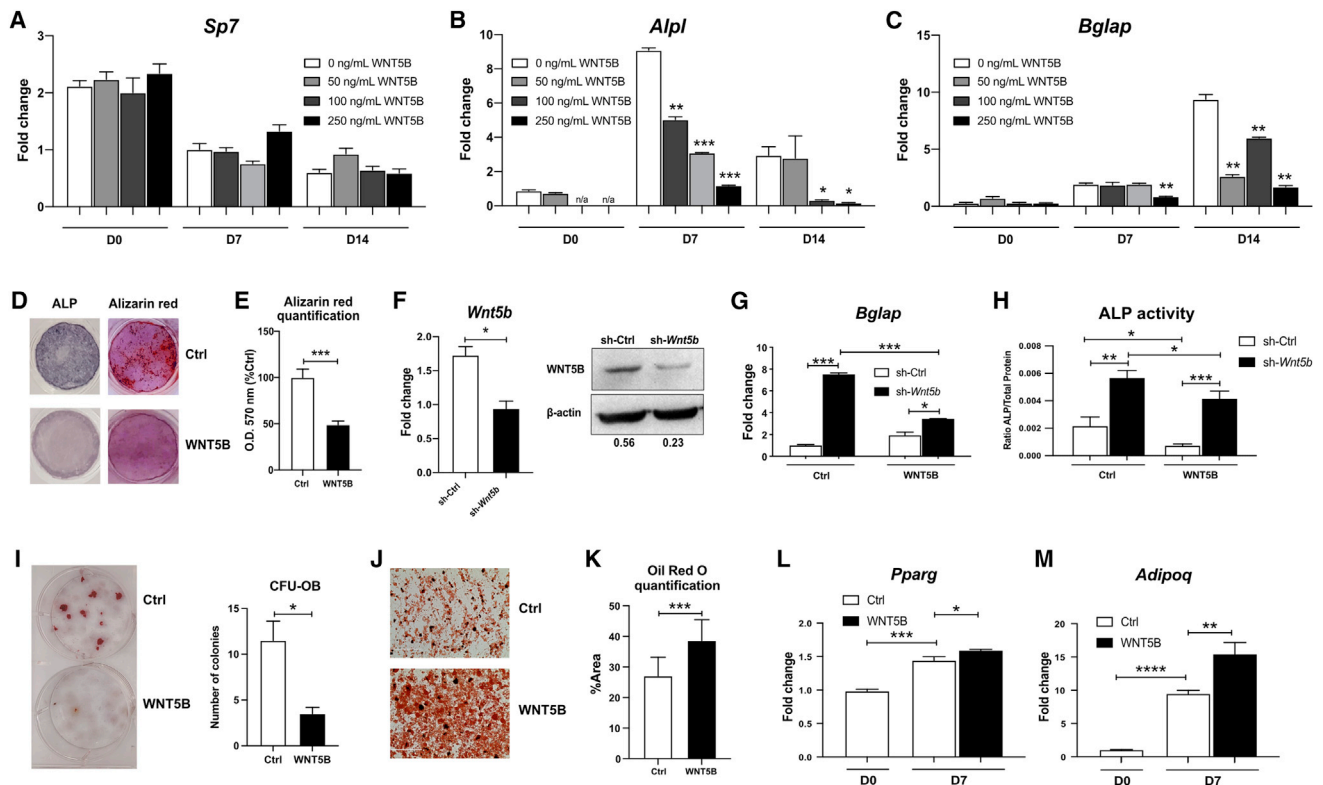 A
Sp7
Fold change
3
2
1
0
0 ng/mL WNT5B
50 ng/mL WNT5B
100 ng/mL WNT5B
250 ng/mL WNT5B
D0 D7 D14
B
Alpl
Fold change
10
8
6
4
2
0
0 ng/mL WNT5B
50 ng/mL WNT5B
100 ng/mL WNT5B
250 ng/mL WNT5B
n/a n/a
** *** ***
* *
D0 D7 D14
C
Bglap
Fold change
15
10
5
0
0 ng/mL WNT5B
50 ng/mL WNT5B
100 ng/mL WNT5B
250 ng/mL WNT5B
**
** ** **
D0 D7 D14
D
ALP Alizarin red
Ctrl
WNT5B
E
Alizarin red
quantification
O.D. 570 nm (%Ctrl)
150
100
50
0
***
Ctrl WNT5B
F
Wnt5b
Fold change
2.0
1.5
1.0
1.5
0.0
*
sh-Ctrl
sh-Wnt5b
sh-Ctrl sh-Wnt5b
WNT5B
β-actin
0.56 0.23
G
Bglap
Fold change
8
6
4
2
0
***
***
*
sh-Ctrl
sh-Wnt5b
Ctrl WNT5B
H
ALP activity
Ratio ALP/Total Protein
0.008
0.006
0.004
0.002
0.000
*
**
*
***
sh-Ctrl
sh-Wnt5b
Ctrl WNT5B
I
Ctrl
WNT5B
CFU-OB
Number of colonies
15
10
5
0
*
Ctrl WNT5B
J
Ctrl
WNT5B
K
Oil Red O
quantification
%Area
50
40
30
20
10
0
***
Ctrl WNT5B
L
Pparg
Fold change
2.0
1.5
1.0
0.5
0.0
Ctrl
WNT5B
***
*
D0 D7
M
Adipoq
Fold change
20
15
10
5
0
Ctrl
WNT5B
****
**
D0 D7